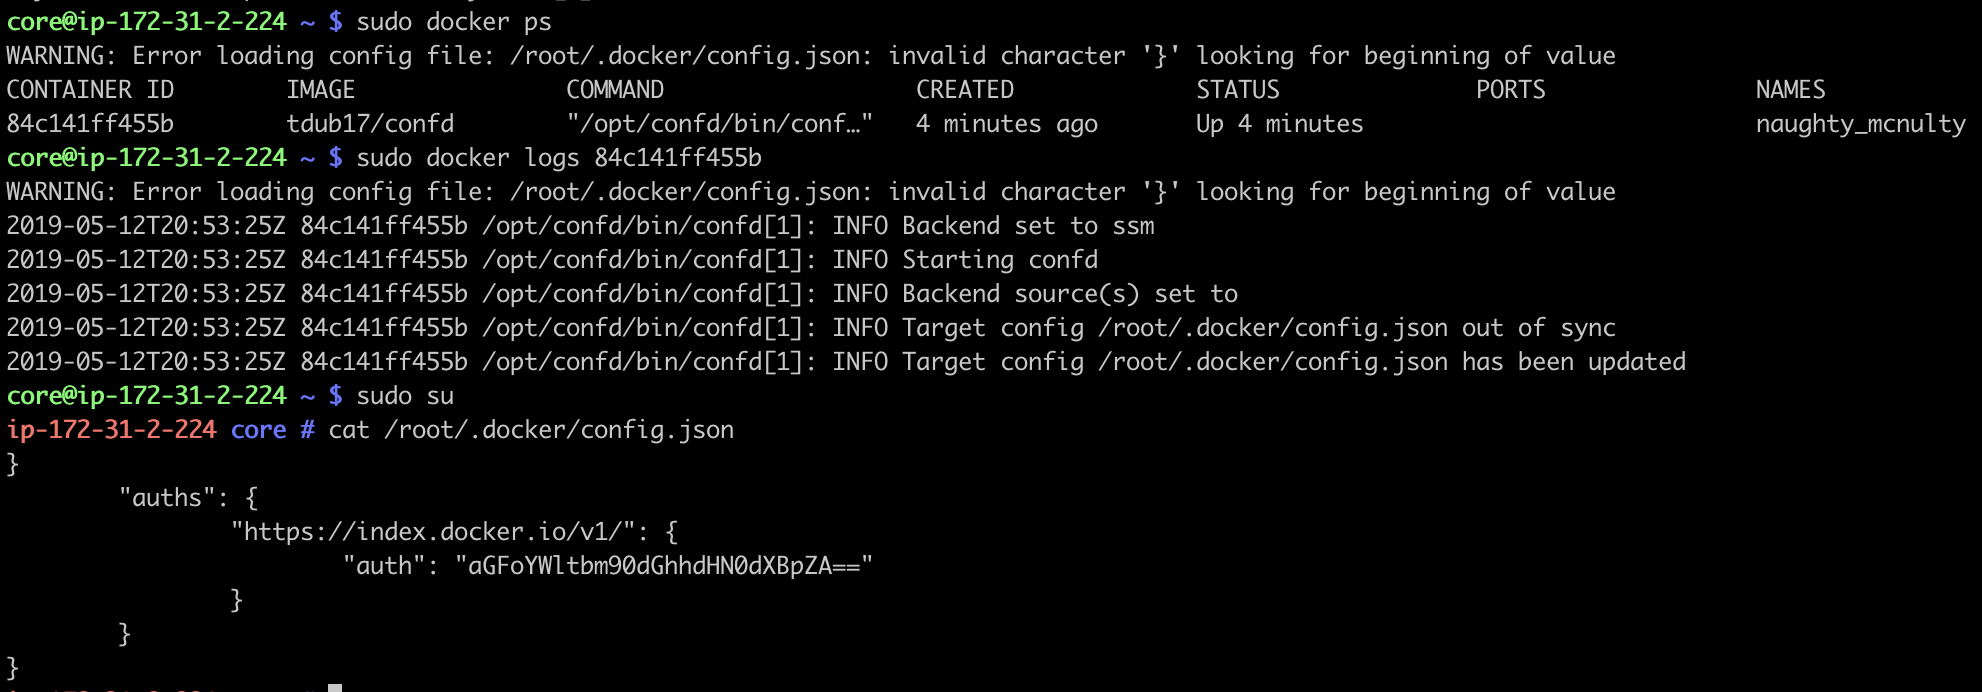 core@ip-172-31-2-224 ~ $ sudo docker ps
WARNING: Error loading config file: /root/.docker/config.json: invalid character '}' looking for beginning of value
CONTAINER ID        IMAGE               COMMAND                  CREATED             STATUS              PORTS               NAMES
84c141ff455b        tdub17/confd        "/opt/confd/bin/conf…"   4 minutes ago       Up 4 minutes                            naughty_mcnulty
core@ip-172-31-2-224 ~ $ sudo docker logs 84c141ff455b
WARNING: Error loading config file: /root/.docker/config.json: invalid character '}' looking for beginning of value
2019-05-12T20:53:25Z 84c141ff455b /opt/confd/bin/confd[1]: INFO Backend set to ssm
2019-05-12T20:53:25Z 84c141ff455b /opt/confd/bin/confd[1]: INFO Starting confd
2019-05-12T20:53:25Z 84c141ff455b /opt/confd/bin/confd[1]: INFO Backend source(s) set to
2019-05-12T20:53:25Z 84c141ff455b /opt/confd/bin/confd[1]: INFO Target config /root/.docker/config.json out of sync
2019-05-12T20:53:25Z 84c141ff455b /opt/confd/bin/confd[1]: INFO Target config /root/.docker/config.json has been updated
core@ip-172-31-2-224 ~ $ sudo su
ip-172-31-2-224 core # cat /root/.docker/config.json
}
        "auths": {
                "https://index.docker.io/v1/": {
                        "auth": "aGFoYWltbm90dGhhdHN0dXBpZA=="
                }
        }
}